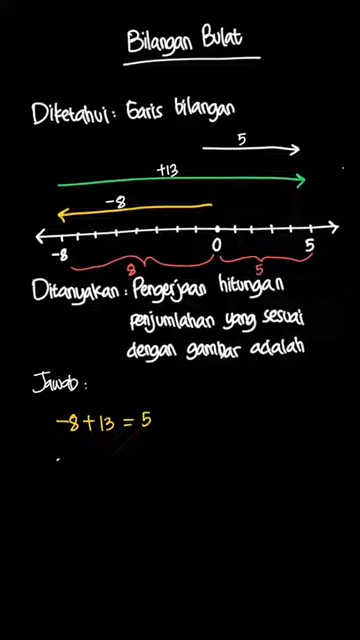 Bilangan Bulat
Diketahui: Garis bilangan
5
+13
-8
-8 0 5
8 5
Ditanyakan: Pengerjaan hitungan
penjumlahan yang sesuai
dengan gambar adalah
Jawab:
-8 + 13 = 5